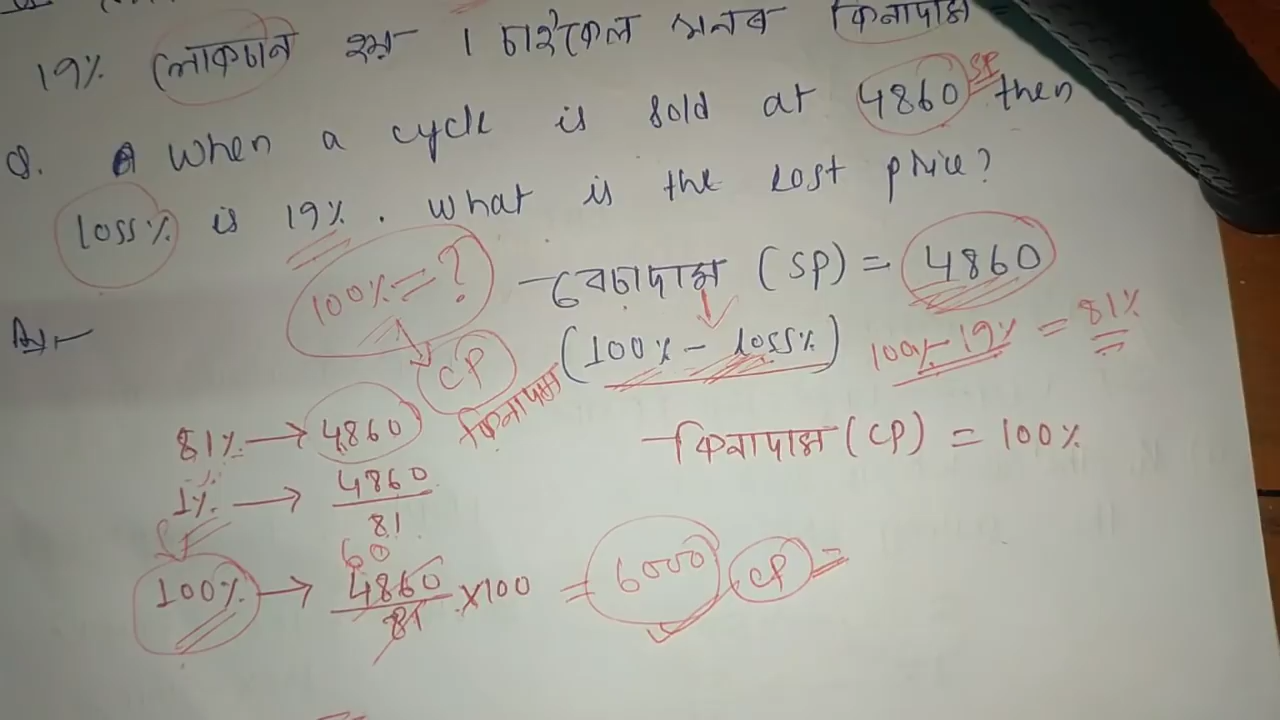 19% লোকচান হয় । চাইকেল খনৰ কিনাদাম
Q. When a cycle is sold at 4860 SP then
loss% is 19%. What is the cost price?
100% = ?
বেচাদাম (SP) = 4860
Ans:-
CP
কিনাদাম
(100% - loss%)
100% - 19% = 81%
81% → 4860
কিনাদাম (CP) = 100%
1% → 4860/81
60
100% → 4860/81 × 100 = 6000 CP =